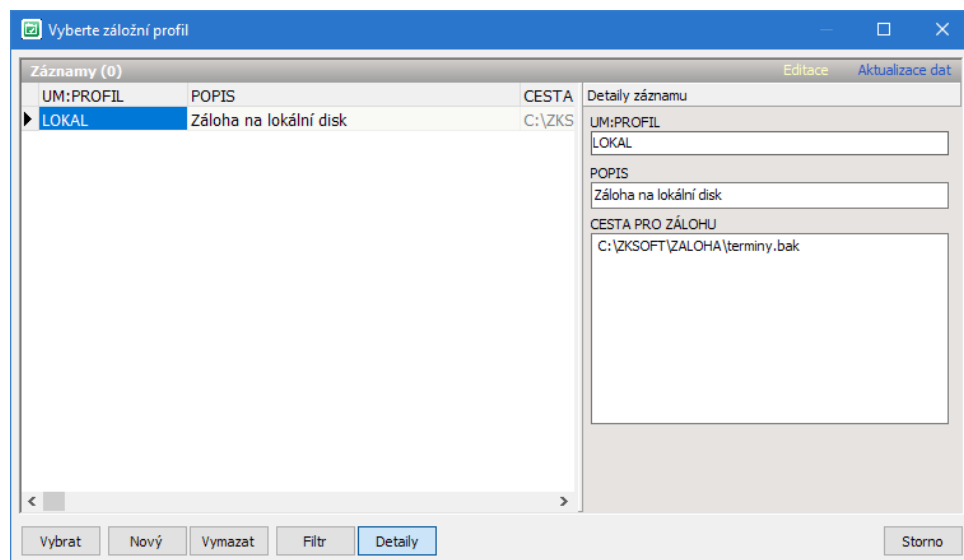 Vyberte záložní profil
Záznamy (0) Editace Aktualizace dat
UM:PROFIL POPIS CESTA
LOKAL Záloha na lokální disk C:\ZKS
Detaily záznamu
UM:PROFIL
LOKAL
POPIS
Záloha na lokální disk
CESTA PRO ZÁLOHU
C:\ZKSOFT\ZALOHA\terminy.bak
Vybrat Nový Vymazat Filtr Detaily Storno